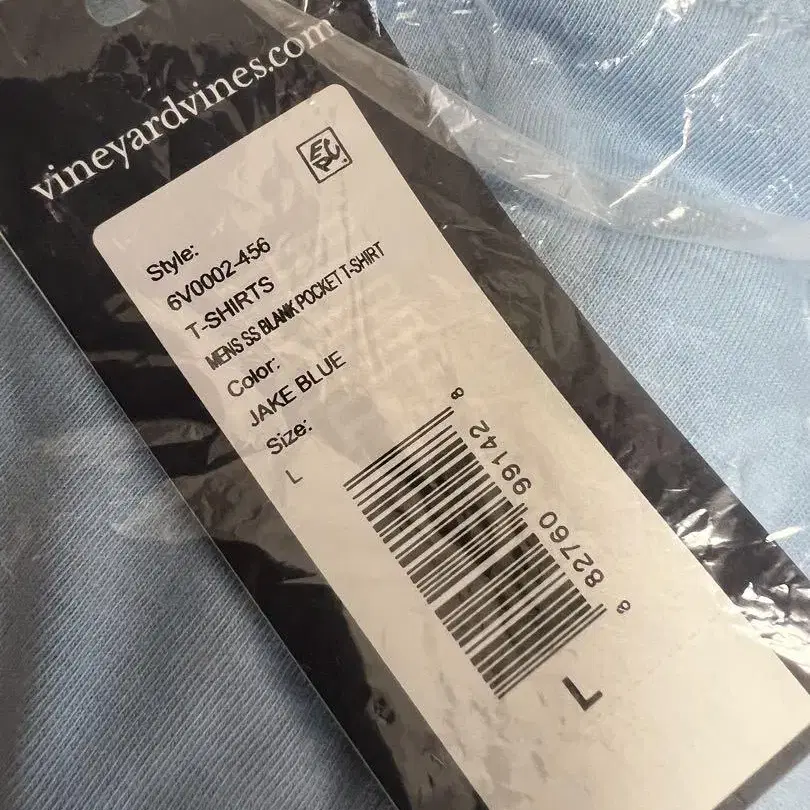 vineyardvines.com
EPC
Style:
6V0002-456
T-SHIRTS
MENS SS BLANK POCKET T-SHIRT
Color:
JAKE BLUE
Size:
L
8 82760 99142 8
L